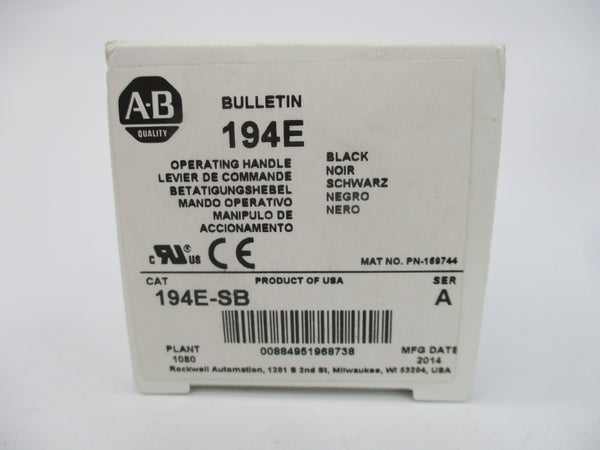 A-B
QUALITY
BULLETIN
194E
OPERATING HANDLE
LEVIER DE COMMANDE
BETATIGUNGSHEBEL
MANDO OPERATIVO
MANIPULO DE
ACCIONAMENTO
BLACK
NOIR
SCHWARZ
NEGRO
NERO
c RU ® US CE
MAT NO. PN-169744
CAT PRODUCT OF USA SER
194E-SB A
PLANT 00884951968738 MFG DATE
1080 2014
Rockwell Automation, 1201 S 2nd St, Milwaukee, WI 53204, USA